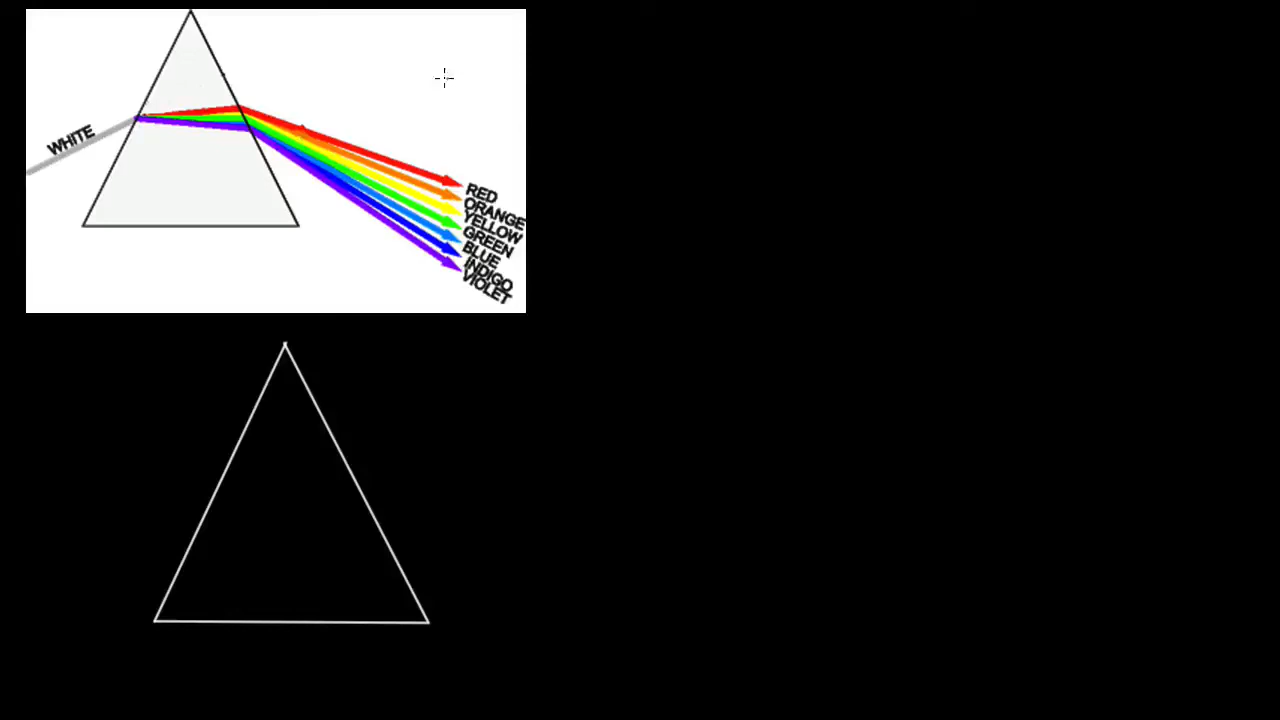 WHITE
RED
ORANGE
YELLOW
GREEN
BLUE
INDIGO
VIOLET